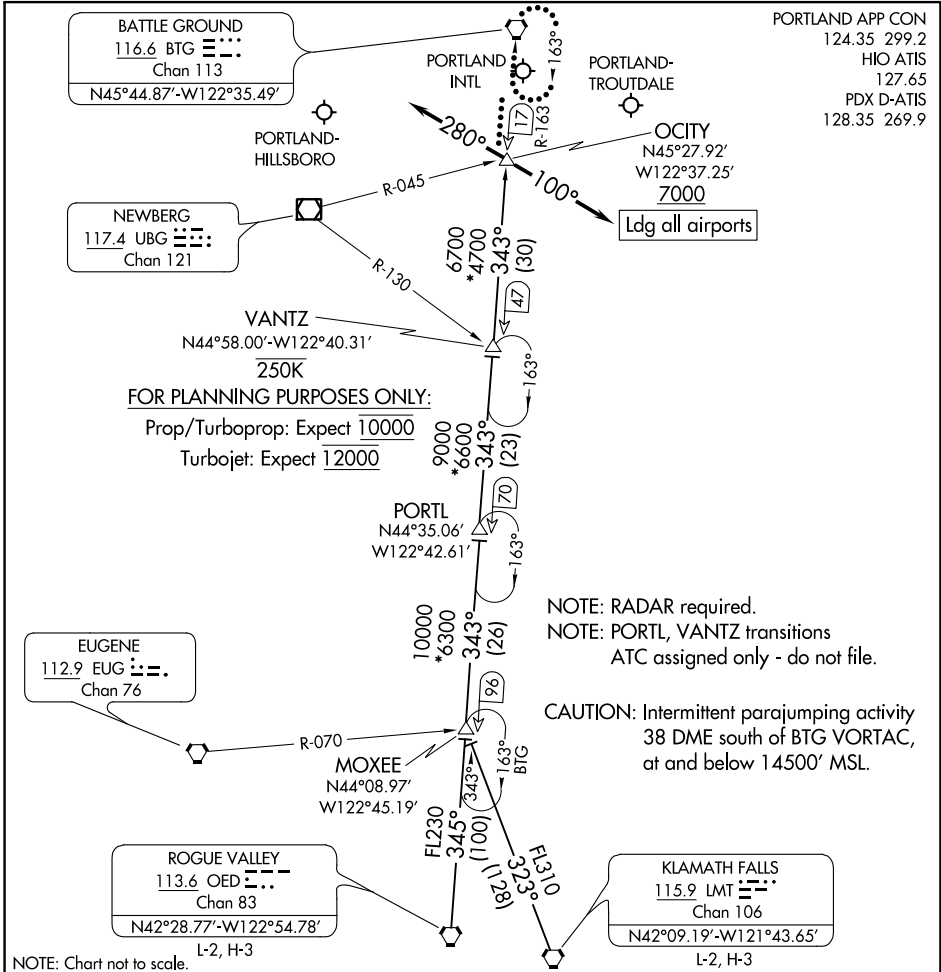 BATTLE GROUND
116.6 BTG
Chan 113
N45°44.87'-W122°35.49'
163°
PORTLAND
INTL
PORTLAND-
TROUTDALE
PORTLAND APP CON
124.35 299.2
HIO ATIS
127.65
PDX D-ATIS
128.35 269.9
PORTLAND-
HILLSBORO
280°
17
R-163
OCITY
N45°27.92'
W122°37.25'
7000
100°
Ldg all airports
R-045
NEWBERG
117.4 UBG
Chan 121
R-130
6700
*4700
343°
(30)
47
VANTZ
N44°58.00'-W122°40.31'
250K
163°
FOR PLANNING PURPOSES ONLY:
Prop/Turboprop: Expect 10000
Turbojet: Expect 12000
9000
*6600
343°
(23)
70
PORTL
N44°35.06'
W122°42.61'
163°
10000
*6300
343°
(26)
NOTE: RADAR required.
NOTE: PORTL, VANTZ transitions
ATC assigned only - do not file.
CAUTION: Intermittent parajumping activity
38 DME south of BTG VORTAC,
at and below 14500' MSL.
EUGENE
112.9 EUG
Chan 76
R-070
96
MOXEE
N44°08.97'
W122°45.19'
343°
163°
BTG
FL230
345°
(100)
(128)
FL310
323°
ROGUE VALLEY
113.6 OED
Chan 83
N42°28.77'-W122°54.78'
L-2, H-3
KLAMATH FALLS
115.9 LMT
Chan 106
N42°09.19'-W121°43.65'
L-2, H-3
NOTE: Chart not to scale.